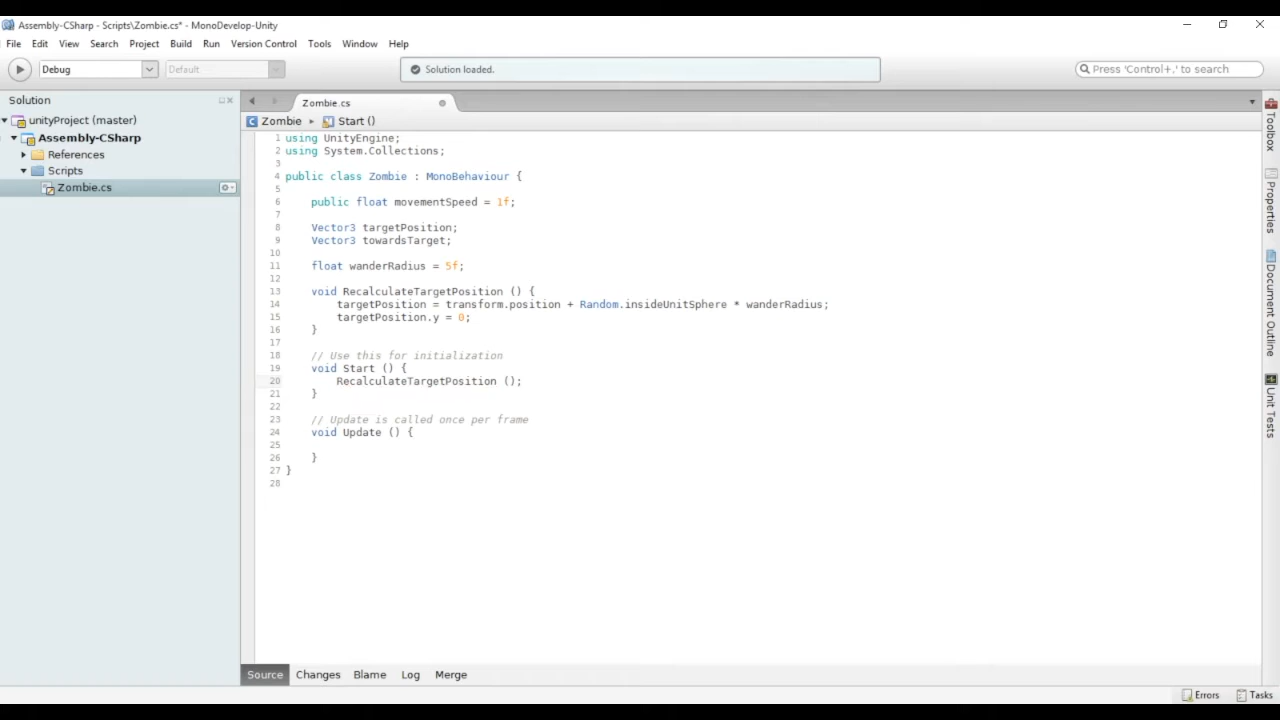 Assembly-CSharp - Scripts\Zombie.cs* - MonoDevelop-Unity
File Edit View Search Project Build Run Version Control Tools Window Help
Debug Default Solution loaded. Press 'Control+,' to search
Solution
Zombie.cs
unityProject (master)
Assembly-CSharp
References
Scripts
Zombie.cs
Zombie Start ()
1 using UnityEngine;
2 using System.Collections;
3
4 public class Zombie : MonoBehaviour {
5
6 public float movementSpeed = 1f;
7
8 Vector3 targetPosition;
9 Vector3 towardsTarget;
10
11 float wanderRadius = 5f;
12
13 void RecalculateTargetPosition () {
14 targetPosition = transform.position + Random.insideUnitSphere * wanderRadius;
15 targetPosition.y = 0;
16 }
17
18 // Use this for initialization
19 void Start () {
20 RecalculateTargetPosition ();
21 }
22
23 // Update is called once per frame
24 void Update () {
25
26 }
27 }
28
Toolbox
Properties
Document Outline
Unit Tests
Source Changes Blame Log Merge
Errors Tasks